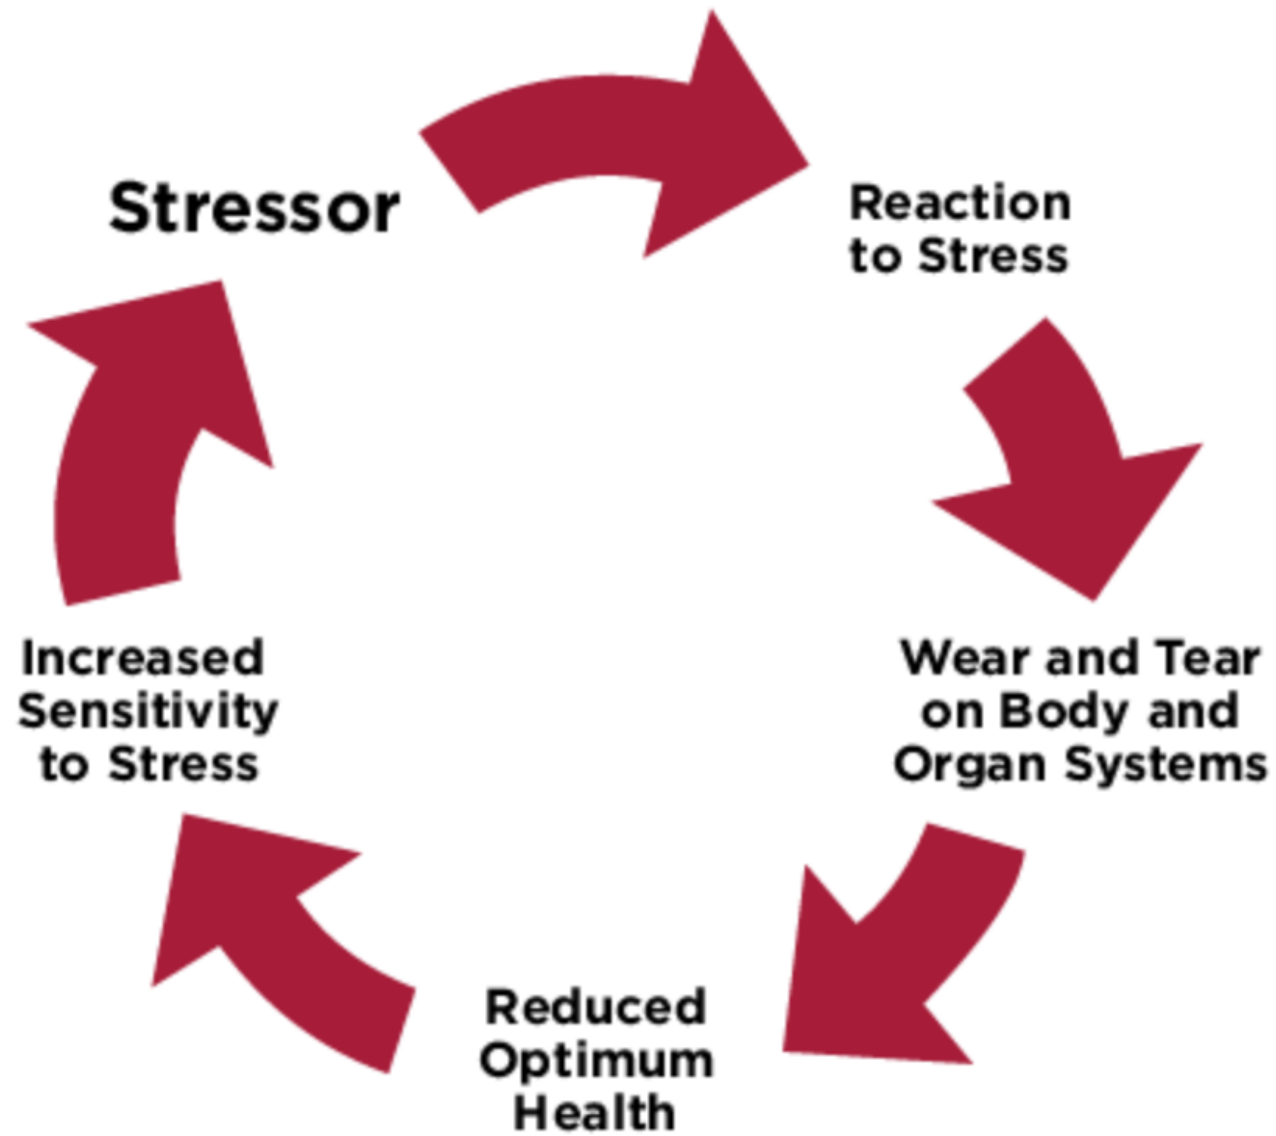 Stressor
Reaction
to Stress
Wear and Tear
on Body and
Organ Systems
Reduced
Optimum
Health
Increased
Sensitivity
to Stress